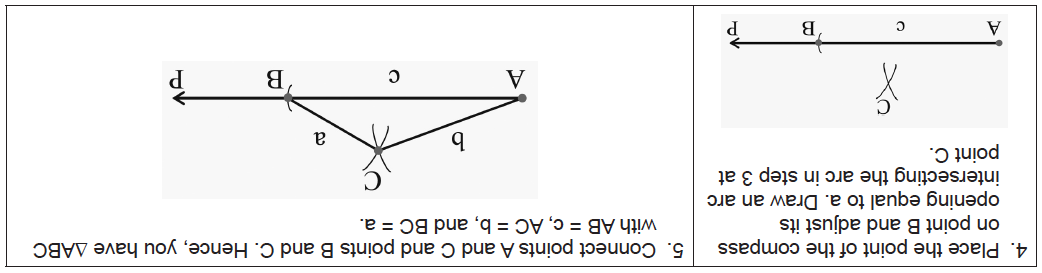 4. Place the point of the compass
on point B and adjust its
opening equal to a. Draw an arc
intersecting the arc in step 3 at
point C.
C
A c B P
5. Connect points A and C and points B and C. Hence, you have ΔABC
with AB = c, AC = b, and BC = a.
C
b a
A c B P